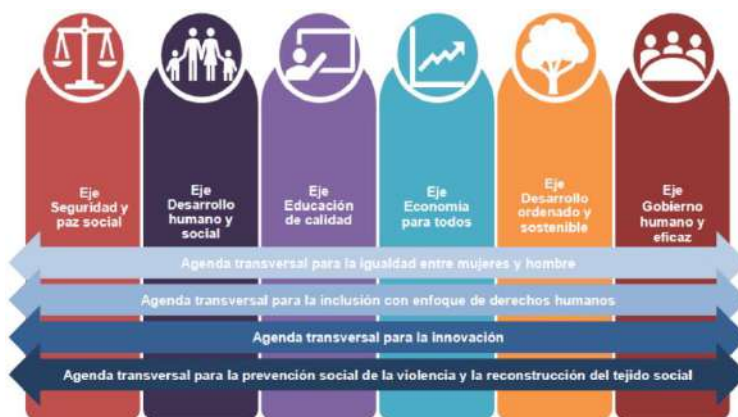 Eje
Seguridad y
paz social
Eje
Desarrollo
humano y
social
Eje
Educación
de calidad
Eje
Economía
para todos
Eje
Desarrollo
ordenado y
sostenible
Eje
Gobierno
humano y
eficaz
Agenda transversal para la igualdad entre mujeres y hombre
Agenda transversal para la inclusión con enfoque de derechos humanos
Agenda transversal para la Innovación
Agenda transversal para la prevención social de la violencia y la reconstrucción del tejido social